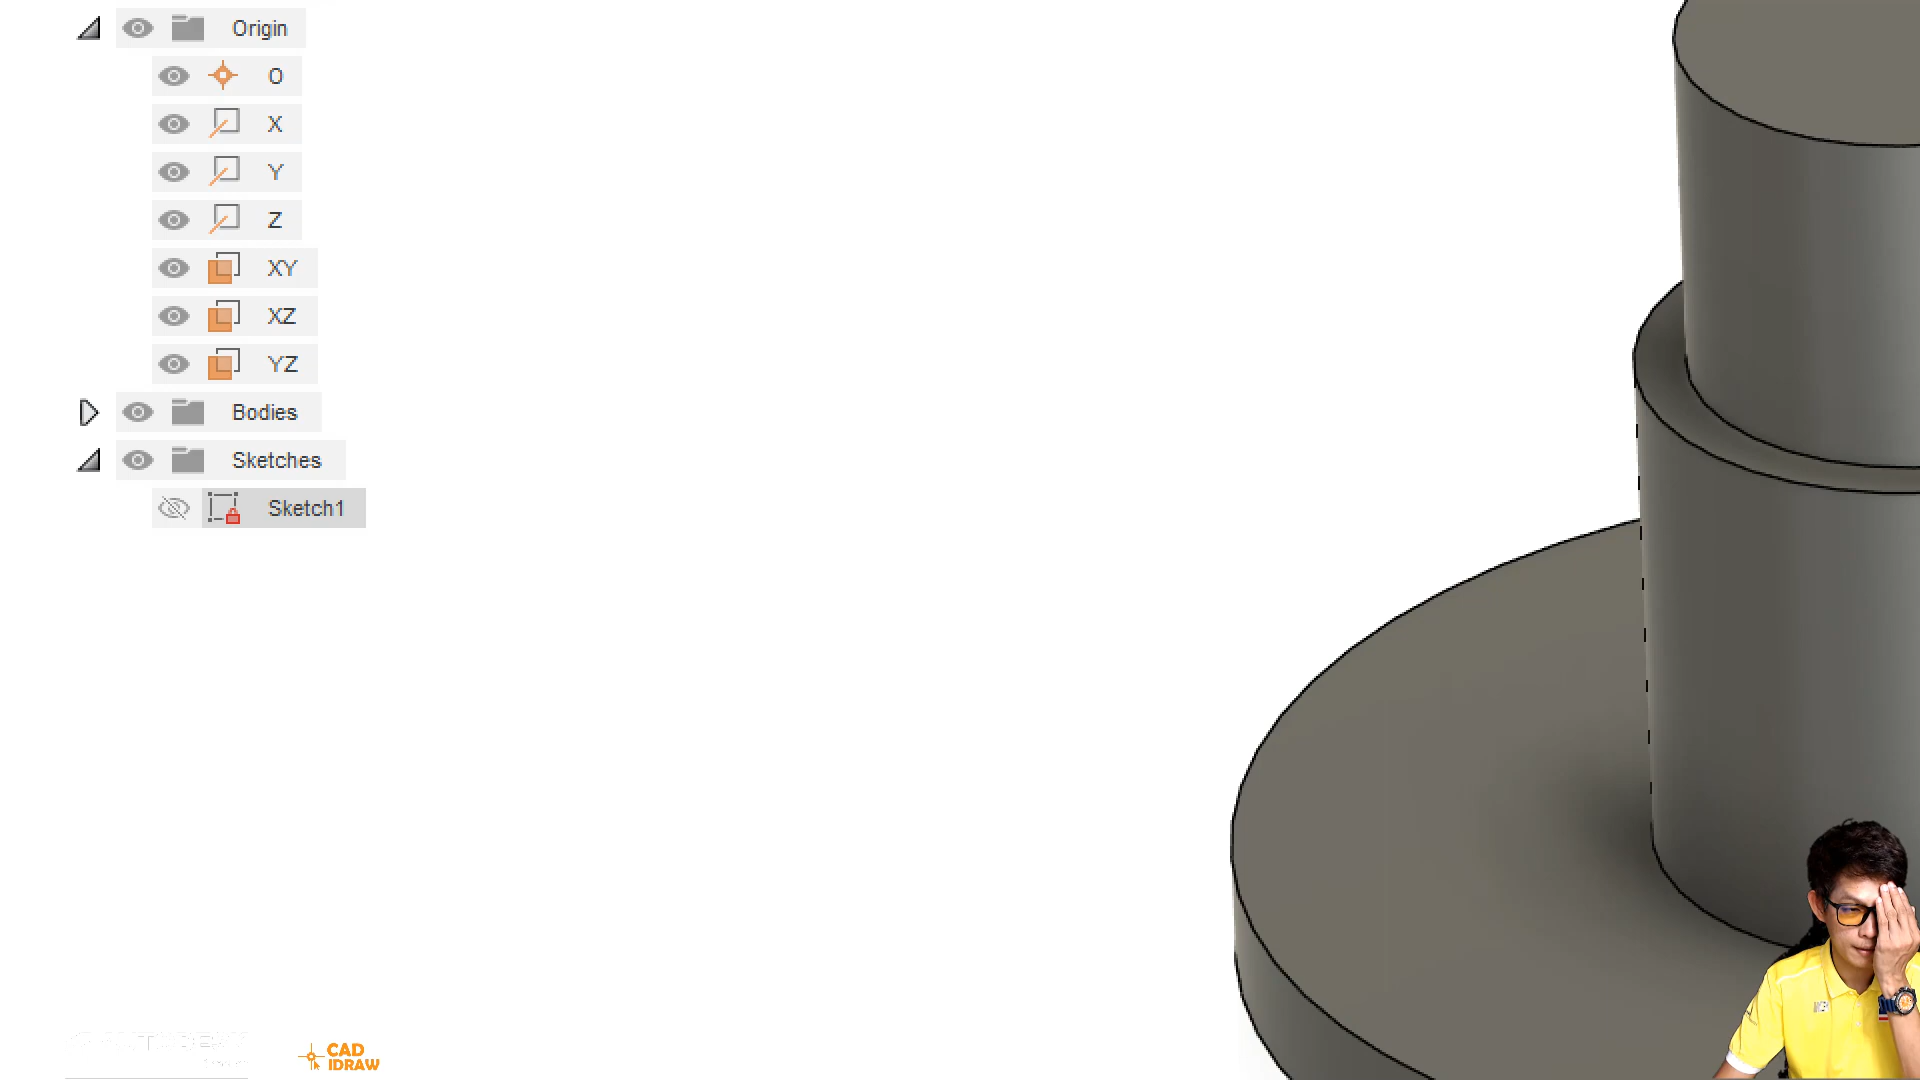 Origin
O
X
Y
Z
XY
XZ
YZ
Bodies
Sketches
Sketch1
CAD
IDRAW